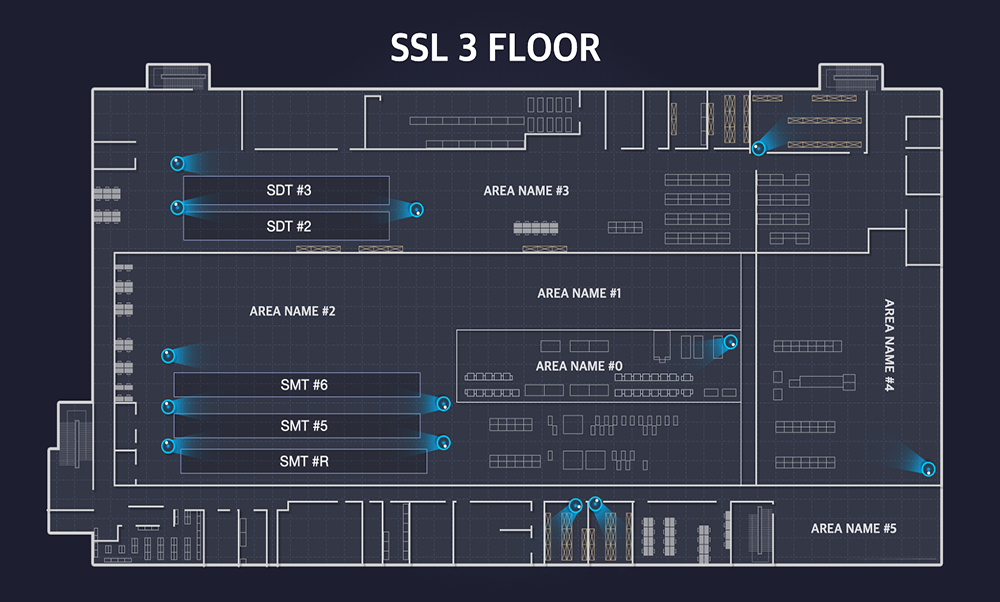 SSL 3 FLOOR
SDT #3
AREA NAME #3
SDT #2
AREA NAME #1
AREA NAME #2
AREA NAME #4
AREA NAME #0
SMT #6
SMT #5
SMT #R
AREA NAME #5